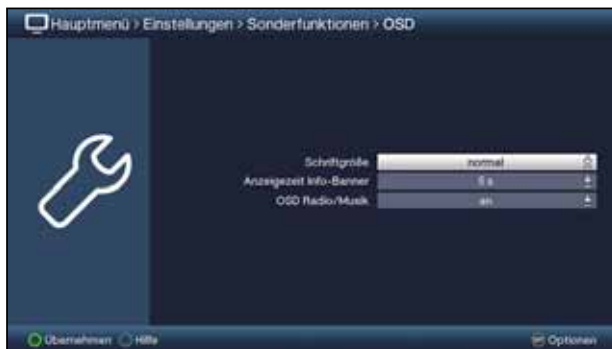 Hauptmenü > Einstellungen > Sonderfunktionen > OSD
Schriftgröße normal
Anzeigezeit Info-Banner 5 s
OSD Radio/Musik an
Übernehmen Hilfe Optionen